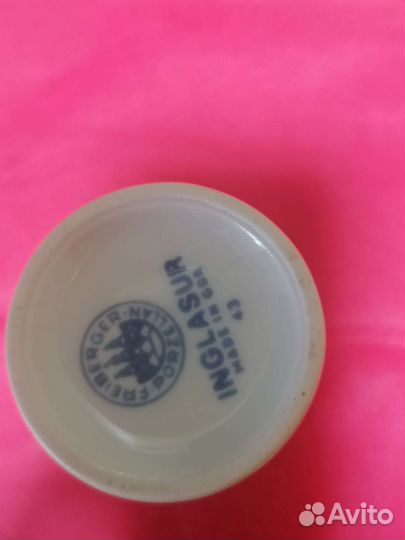 FREIBERGER · PORZELLAN ·
INGLASUR
MADE IN GDR
43
Avito